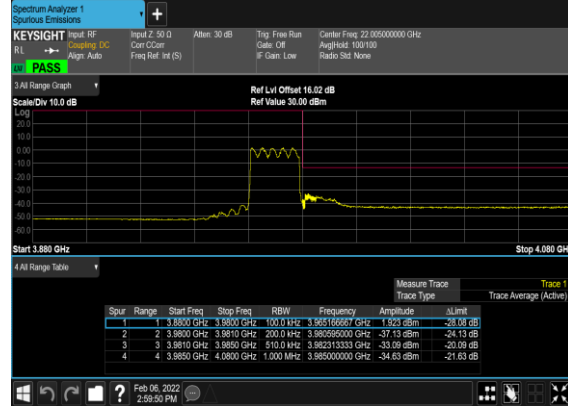 Spectrum Analyzer 1
Spurious Emissions
KEYSIGHT Input: RF Input Z: 50 Ω Atten: 30 dB Trig: Free Run Center Freq: 22.005000000 GHz
RL Coupling: DC Corr CCorr Gate: Off Avg|Hold: 100/100
Align: Auto Freq Ref: Int (S) IF Gain: Low Radio Std: None
PASS
3 All Range Graph
Ref Lvl Offset 16.02 dB
Scale/Div 10.0 dB Ref Value 30.00 dBm
Log
20.0
10.0
0.00
-10.0
-20.0
-30.0
-40.0
-50.0
-60.0
Start 3.880 GHz Stop 4.080 GH
4 All Range Table
Measure Trace Trace 1
Trace Type Trace Average (Active)
Spur Range Start Freq Stop Freq RBW Frequency Amplitude ΔLimit
1 1 3.8800 GHz 3.9800 GHz 100.0 kHz 3.965166667 GHz 1.923 dBm -28.08 dB
2 2 3.9800 GHz 3.9810 GHz 200.0 kHz 3.980595000 GHz -37.13 dBm -24.13 dB
3 3 3.9810 GHz 3.9850 GHz 510.0 kHz 3.982313333 GHz -33.09 dBm -20.09 dB
4 4 3.9850 GHz 4.0800 GHz 1.000 MHz 3.985000000 GHz -34.63 dBm -21.63 dB
Feb 06, 2022
2:59:50 PM